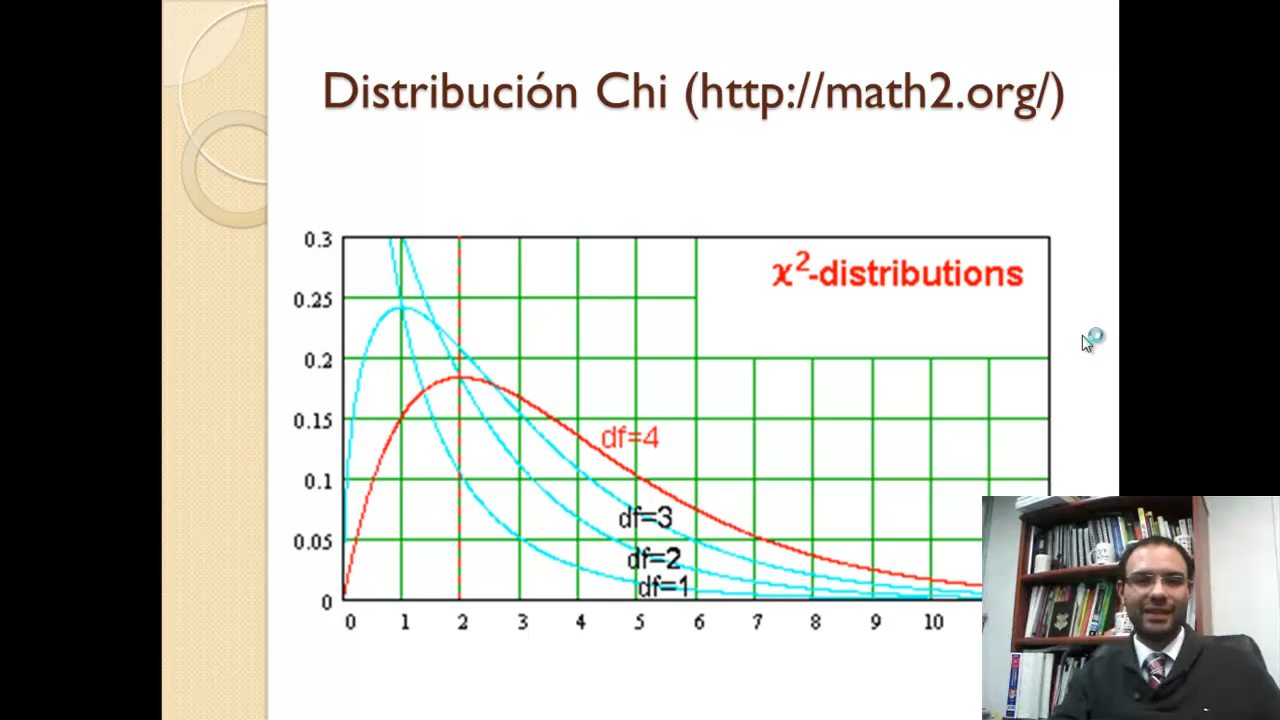 Distribución Chi (http://math2.org/)
χ²-distributions
0.3
0.25
0.2
0.15
0.1
0.05
0
df=4
df=3
df=2
df=1
0 1 2 3 4 5 6 7 8 9 10